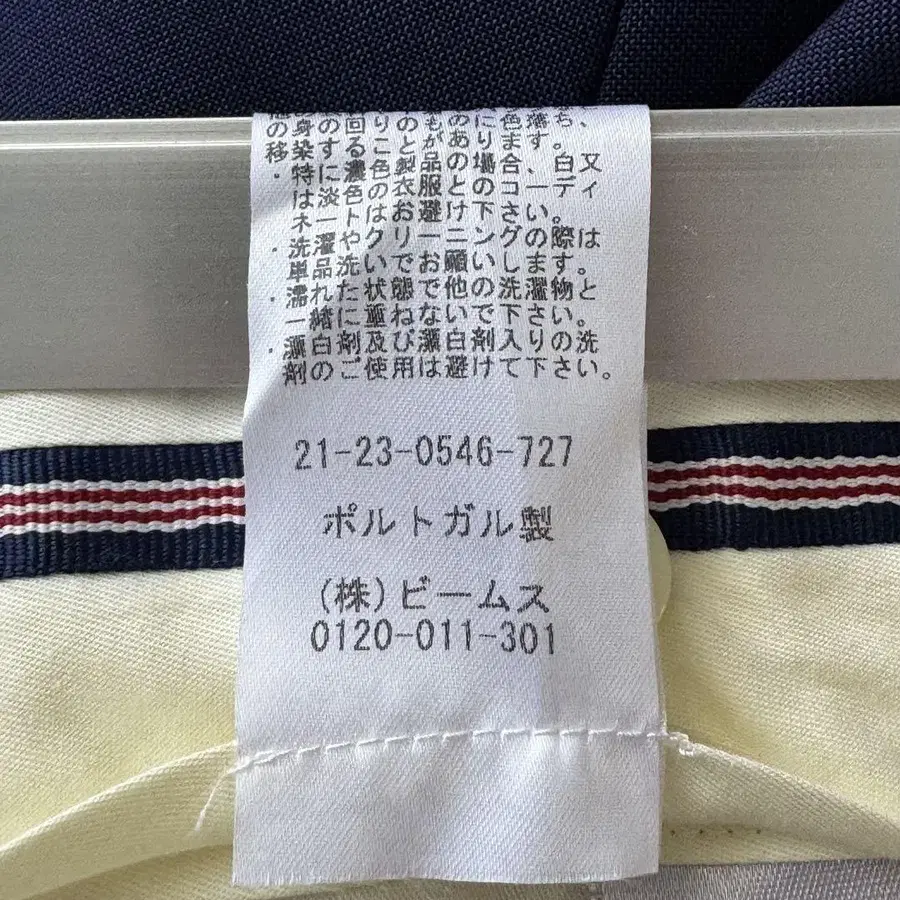 の身の回りのものにも色落ち、
移染することがあります。
・特に濃色の製品の場合、白又
は淡色の衣服との下コーディ
ネートはお避け下さい。
・洗濯やクリーニングの際は
単品洗いでお願いします。
・濡れた状態で他の洗濯物と
一緒に重ねないで下さい。
・漂白剤及び漂白剤入りの洗
剤のご使用は避けて下さい。
21-23-0546-727
ポルトガル製
(株)ビームス
0120-011-301